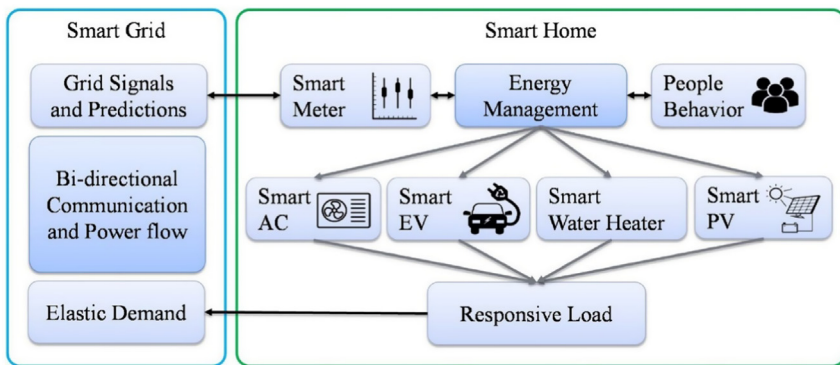 Smart Grid
Grid Signals
and Predictions
Bi-directional
Communication
and Power flow
Elastic Demand
Smart Home
Smart
Meter
Energy
Management
People
Behavior
Smart
AC
Smart
EV
Smart
Water Heater
Smart
PV
Responsive Load